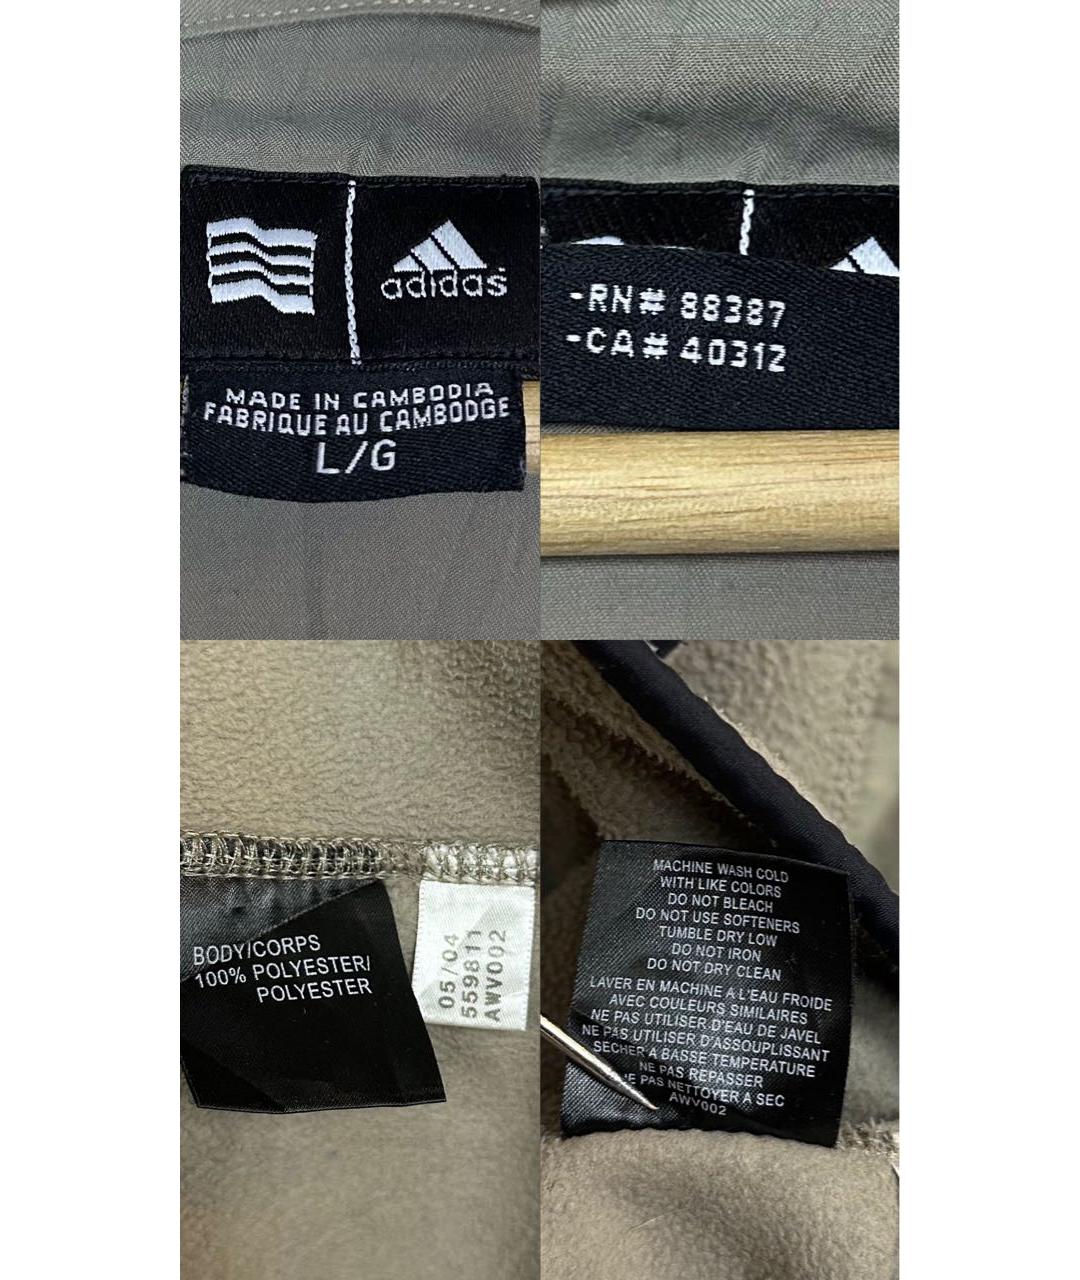 adidas
MADE IN CAMBODIA
FABRIQUE AU CAMBODGE
L/G
-RN# 88387
-CA# 40312
BODY/CORPS
100% POLYESTER/
POLYESTER
05/04
559811
AWV002
MACHINE WASH COLD
WITH LIKE COLORS
DO NOT BLEACH
DO NOT USE SOFTENERS
TUMBLE DRY LOW
DO NOT IRON
DO NOT DRY CLEAN
LAVER EN MACHINE A L'EAU FROIDE
AVEC COULEURS SIMILAIRES
NE PAS UTILISER D'EAU DE JAVEL
NE PAS UTILISER D'ASSOUPLISSANT
SECHER A BASSE TEMPERATURE
NE PAS REPASSER
PAS NETTOYER A SEC
AWV002